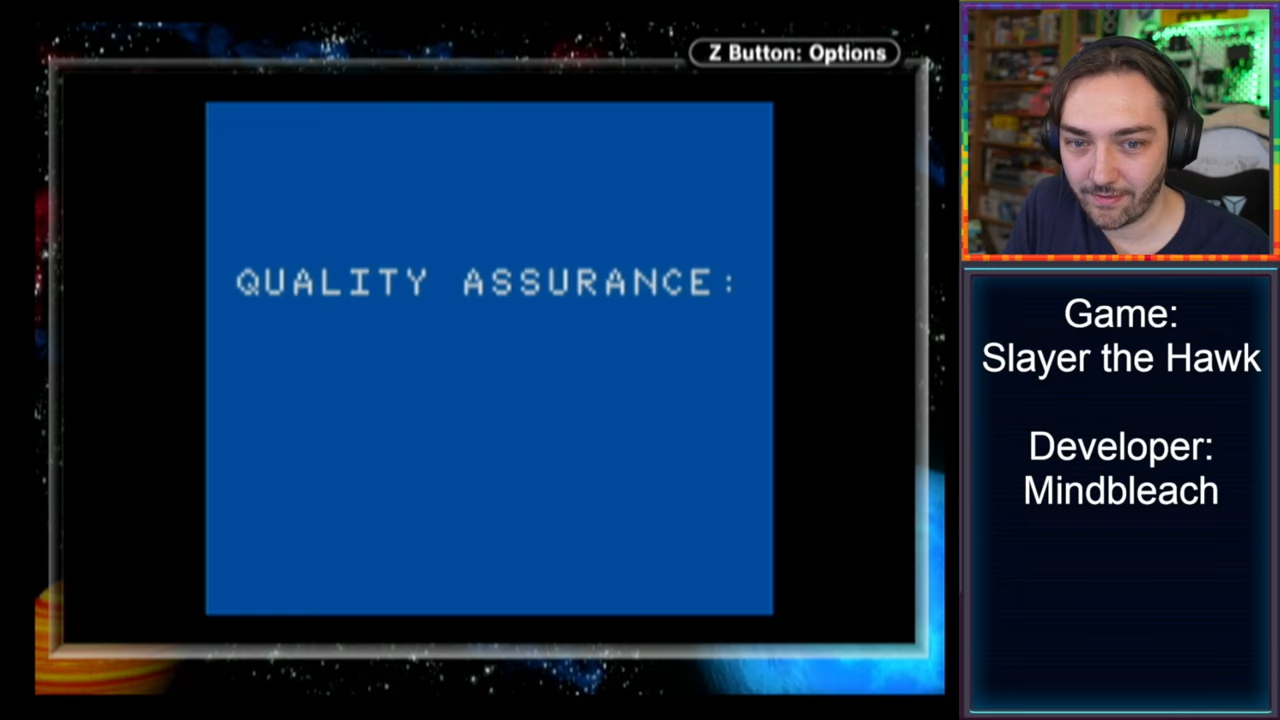 Z Button: Options
QUALITY ASSURANCE:
Game:
Slayer the Hawk
Developer:
Mindbleach